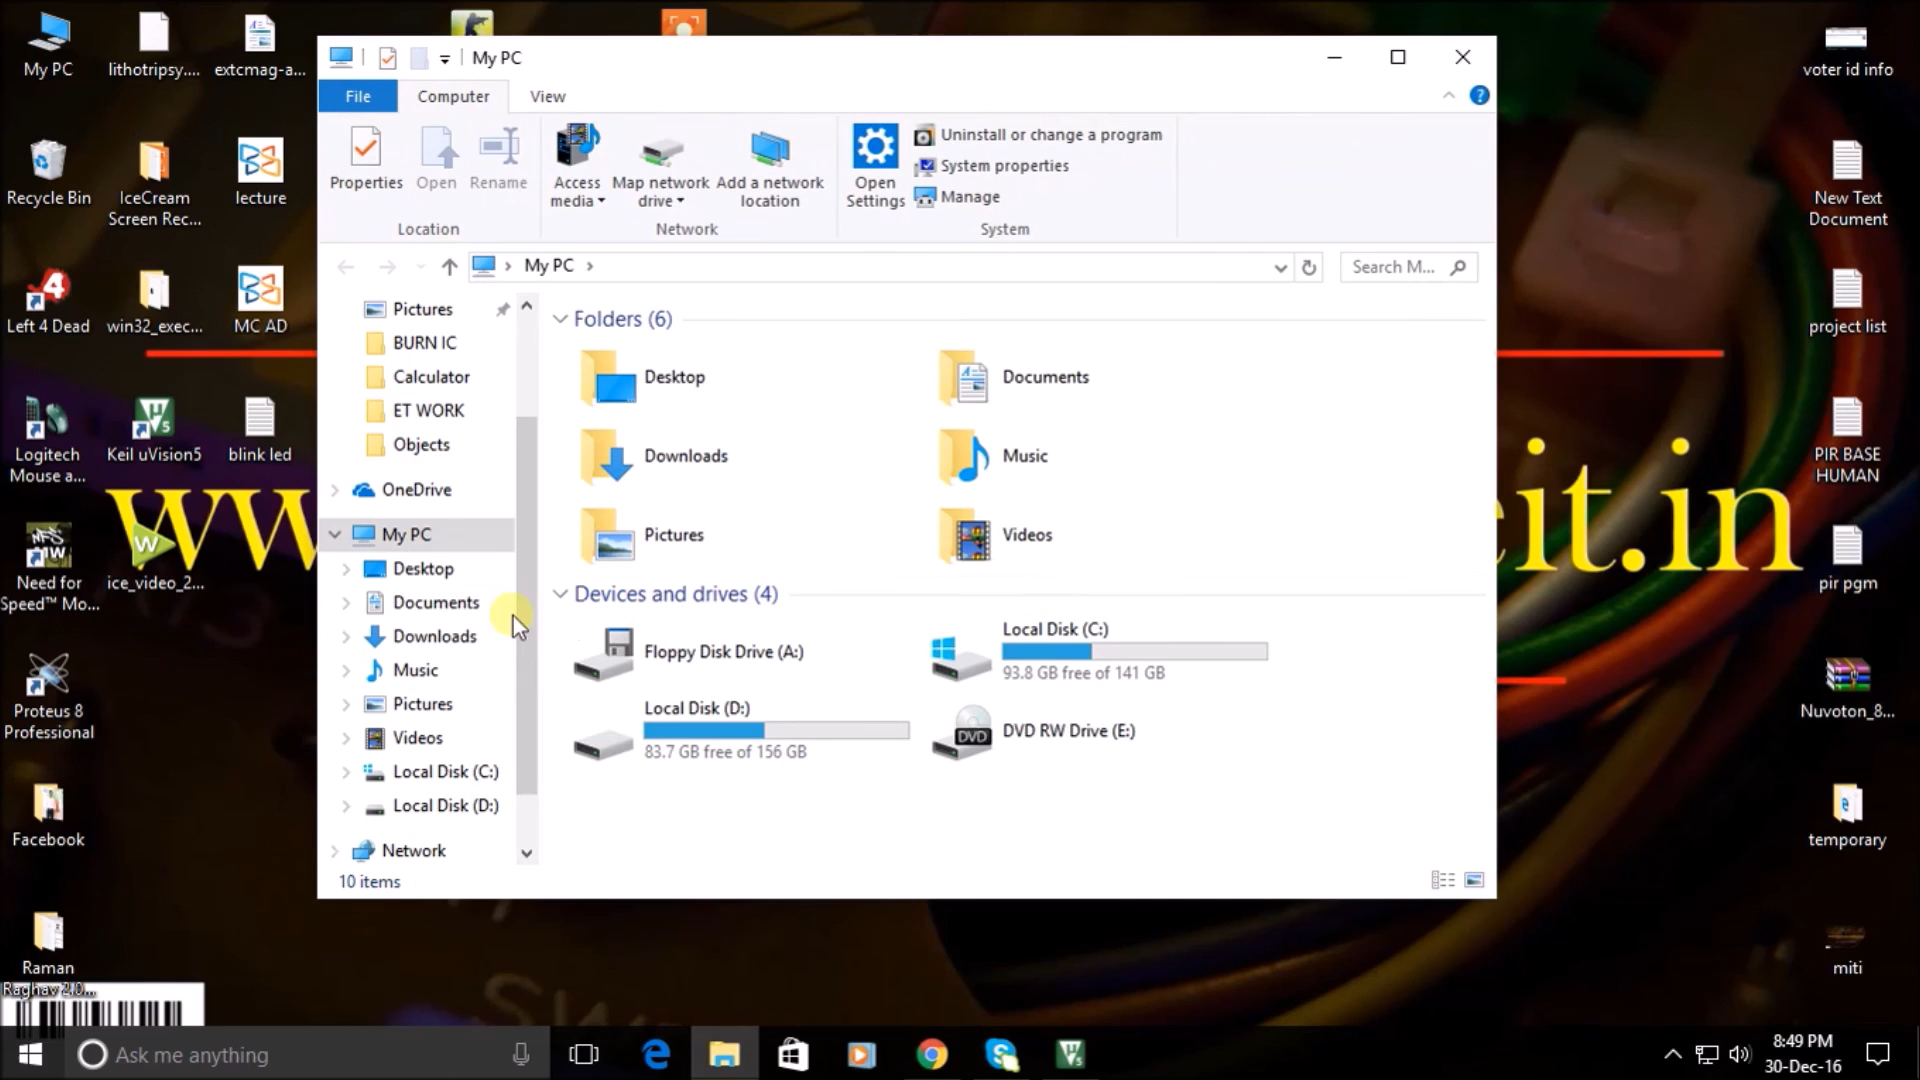 My PC
lithotripsy....
extcmag-a...
Recycle Bin
IceCream
Screen Rec...
lecture
Left 4 Dead
win32_exec...
MC AD
Logitech
Mouse a...
Keil uVision5
blink led
Need for
Speed™ Mo...
ice_video_2...
Proteus 8
Professional
Facebook
Raman
Raghav 2.0...
My PC
File
Computer
View
Properties
Open
Rename
Access
media
Map network
drive
Add a network
location
Open
Settings
Uninstall or change a program
System properties
Manage
Location
Network
System
My PC
Search M...
Pictures
BURN IC
Calculator
ET WORK
Objects
OneDrive
My PC
Desktop
Documents
Downloads
Music
Pictures
Videos
Local Disk (C:)
Local Disk (D:)
Network
Folders (6)
Desktop
Documents
Downloads
Music
Pictures
Videos
Devices and drives (4)
Floppy Disk Drive (A:)
Local Disk (C:)
93.8 GB free of 141 GB
Local Disk (D:)
83.7 GB free of 156 GB
DVD
DVD RW Drive (E:)
10 items
voter id info
New Text
Document
project list
PIR BASE
HUMAN
pir pgm
Nuvoton_8...
temporary
miti
Ask me anything
8:49 PM
30-Dec-16